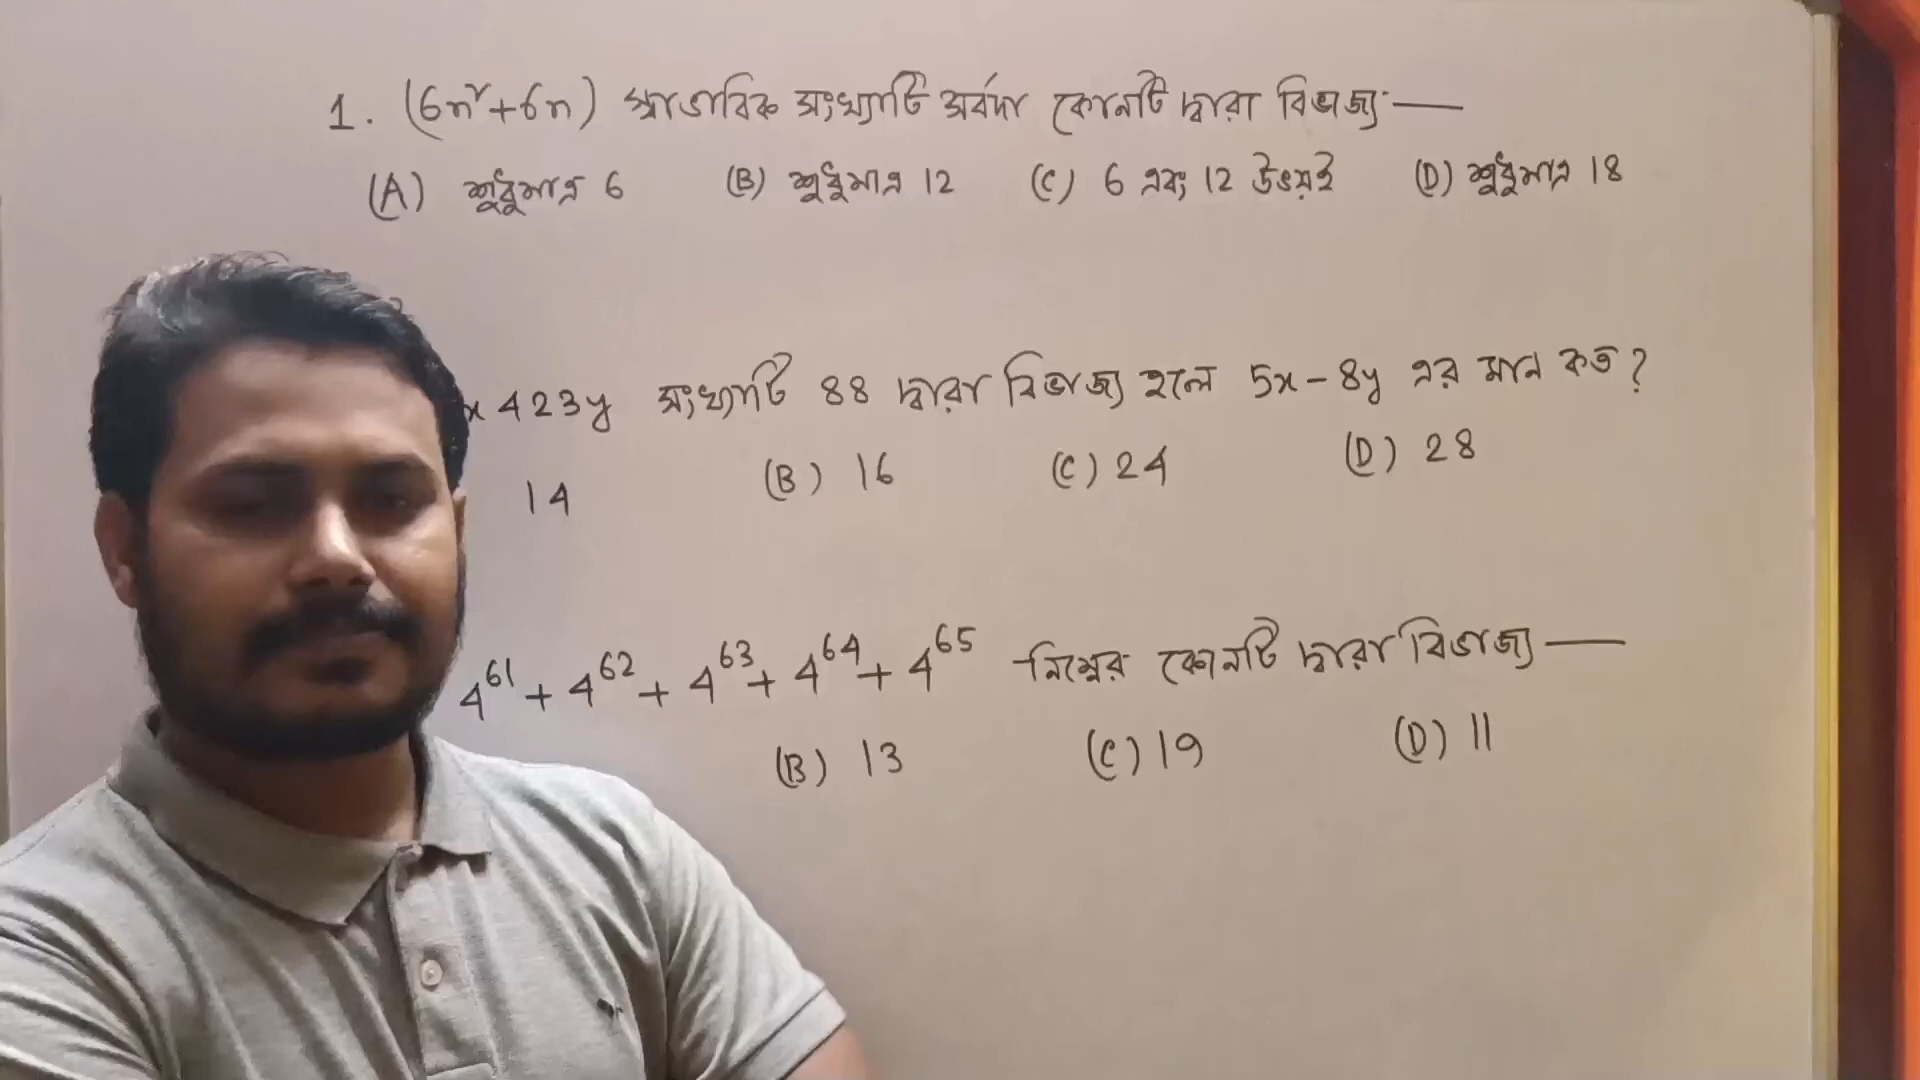 1. (6n²+6n) স্বাভাবিক সংখ্যাটি সর্বদা কোনটি দ্বারা বিভাজ্য —
(A) শুধুমাত্র 6 (B) শুধুমাত্র 12 (C) 6 এবং 12 উভয়ই (D) শুধুমাত্র 18
x423y সংখ্যাটি 88 দ্বারা বিভাজ্য হলে 5x-8y এর মান কত?
14 (B) 16 (C) 24 (D) 28
4⁶¹+4⁶²+4⁶³+4⁶⁴+4⁶⁵ নিম্নের কোনটি দ্বারা বিভাজ্য —
(B) 13 (C) 19 (D) 11